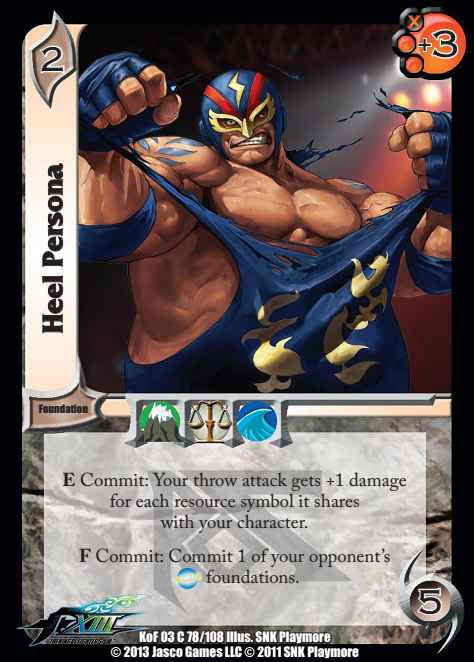 2
+3
Heel Persona
Foundation
E Commit: Your throw attack gets +1 damage
for each resource symbol it shares
with your character.
F Commit: Commit 1 of your opponent's
foundations.
5
XIII
KoF 03 C 78/108 Illus. SNK Playmore
© 2013 Jasco Games LLC © 2011 SNK Playmore